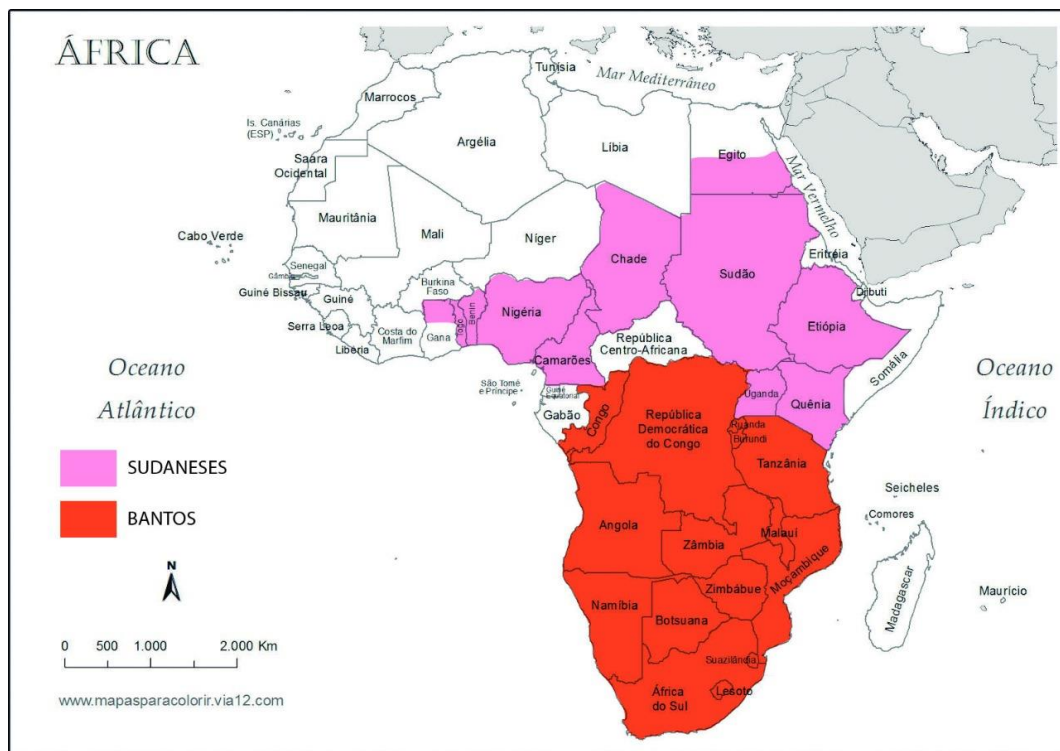 ÁFRICA
Tunísia
Mar Mediterrâneo
Marrocos
Is. Canárias
(ESP)
Argélia
Líbia
Egito
Saara
Ocidental
Mar Vermelho
Mauritânia
Mali
Níger
Cabo Verde
Chade
Sudão
Eritréia
Senegal
Câmbia
Burkina
Faso
Djibuti
Guiné Bissau
Guiné
Nigéria
Benin
Togo
Etiópia
Serra Leoa
Costa do
Marfim
Gana
Libéria
República
Centro-Africana
Camarões
Somália
Oceano
Atlântico
Oceano
Índico
São Tomé
e Príncipe
Guiné
Equatorial
Gabão
Congo
República
Democrática
do Congo
Uganda
Quênia
Ruanda
Burundi
Tanzânia
SUDANESES
BANTOS
Seicheles
Comores
Angola
Zâmbia
Malauí
Moçambique
Zimbábue
Madagascar
Maurício
N
Namíbia
Botsuana
Suazilândia
Lesoto
África
do Sul
0 500 1.000 2.000 Km
www.mapasparacolorir.via12.com